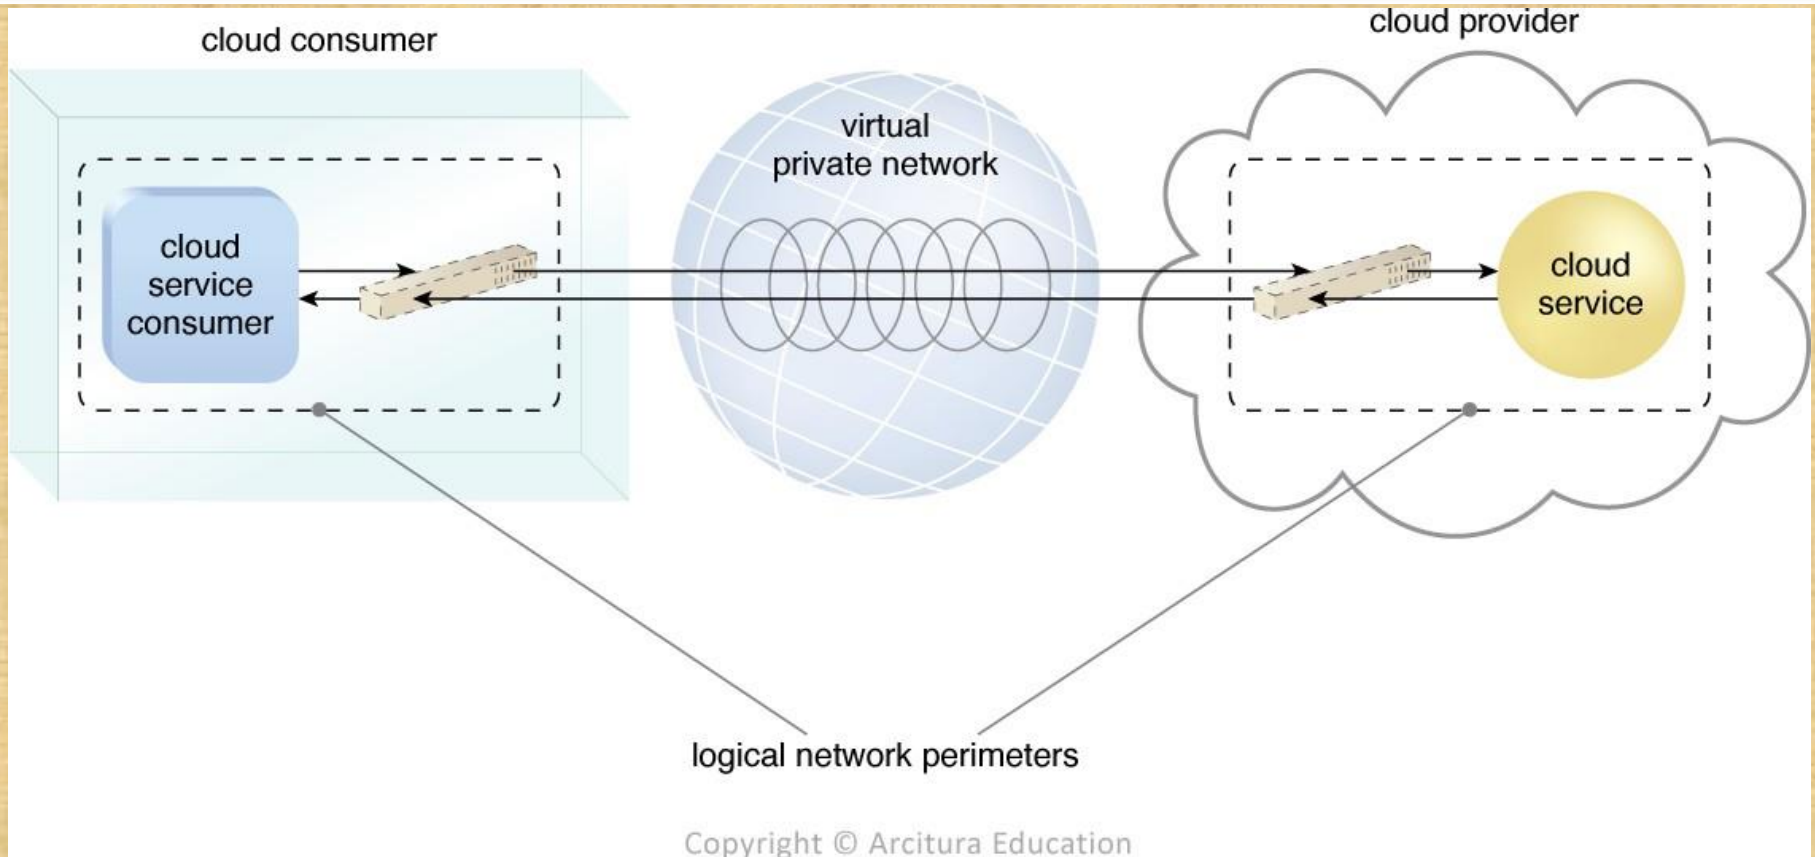 cloud consumer
cloud provider
virtual
private network
cloud
service
consumer
cloud
service
logical network perimeters
Copyright © Arcitura Education